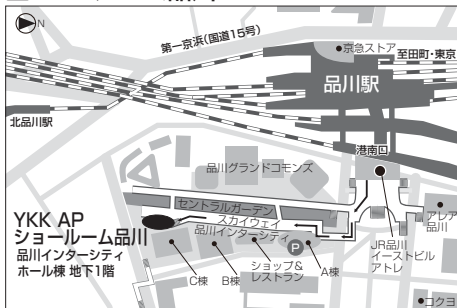 N
第一京浜(国道15号)
京急ストア
至田町・東京
品川駅
北品川駅
港南口
品川グランドコモンズ
セントラルガーデン
スカイウェイ
品川インターシティ
アレア
品川
YKK AP
ショールーム品川
品川インターシティ
ホール棟 地下1階
P
C棟
B棟
ショップ&
レストラン
A棟
JR品川
イーストビル
アトレ
コクヨ